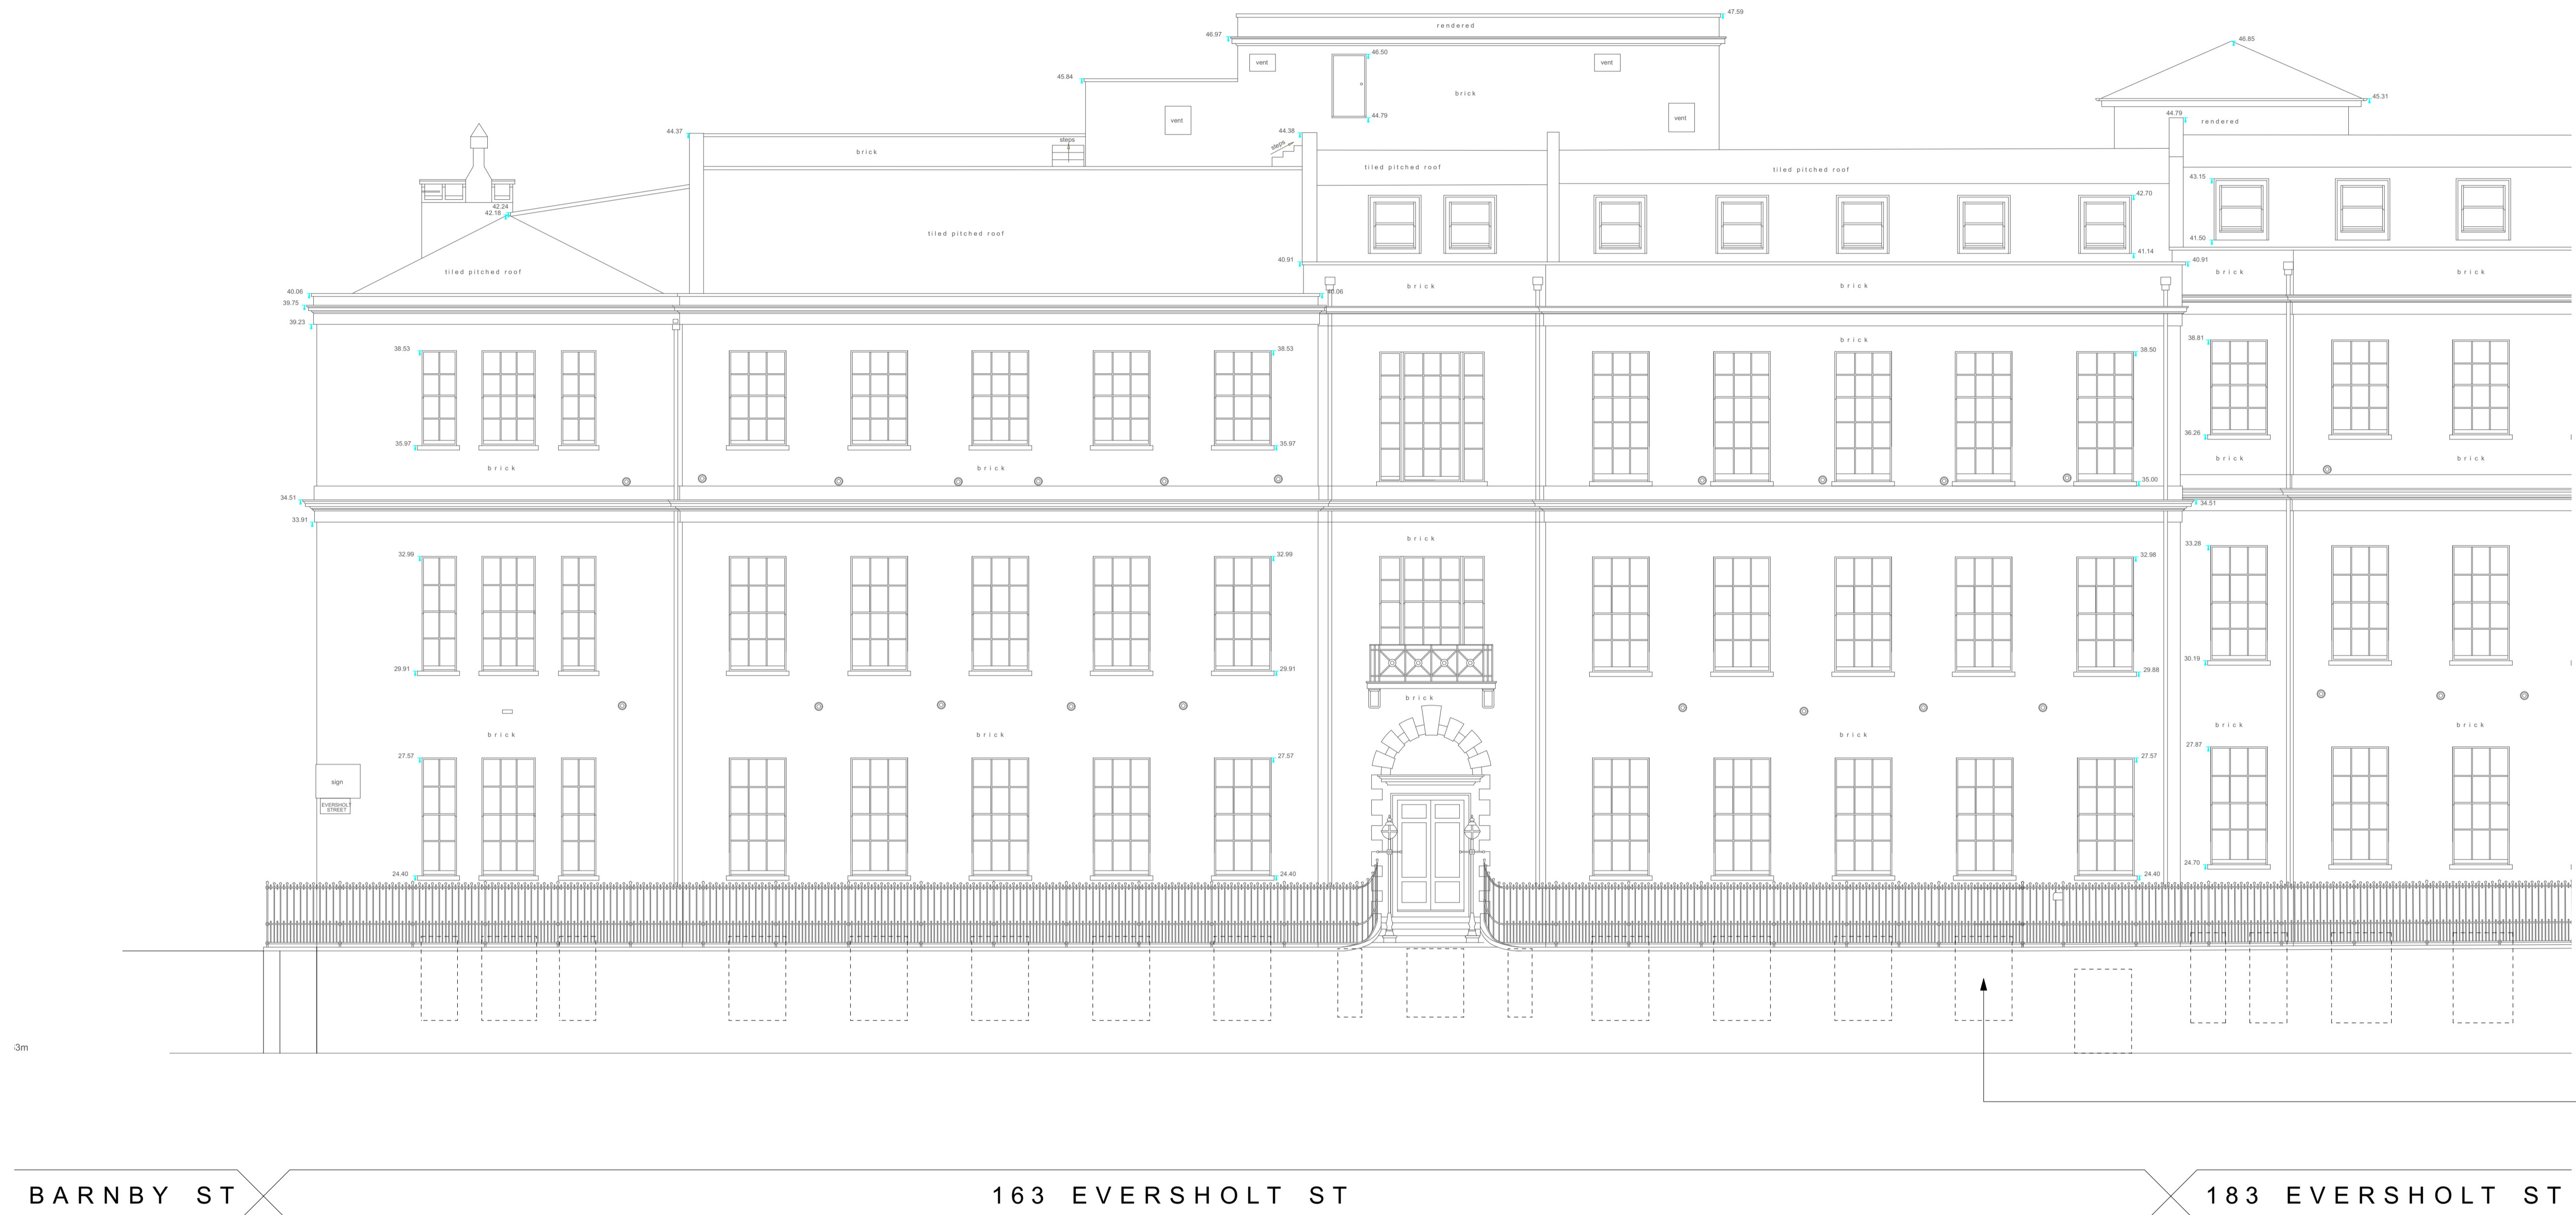 47.59
rendered
46.97
46.85
46.50
vent
vent
45.84
brick
45.31
44.79
44.79
vent
vent
rendered
44.37
44.38
steps
steps
brick
tiled pitched roof
tiled pitched roof
43.15
42.70
42.24
42.18
tiled pitched roof
41.50
41.14
40.91
40.91
tiled pitched roof
brick
brick
brick
brick
40.06
40.06
39.75
39.23
38.53
38.53
brick
38.50
38.81
35.97
35.97
36.26
brick
brick
brick
brick
35.00
34.51
34.51
33.91
brick
32.99
32.99
32.98
33.28
29.91
29.91
29.88
30.19
brick
brick
brick
brick
brick
brick
27.57
27.57
27.57
27.87
sign
EVERSHOLT
STREET
24.40
24.40
24.40
24.70
3m
BARNBY ST
163 EVERSHOLT ST
183 EVERSHOLT ST